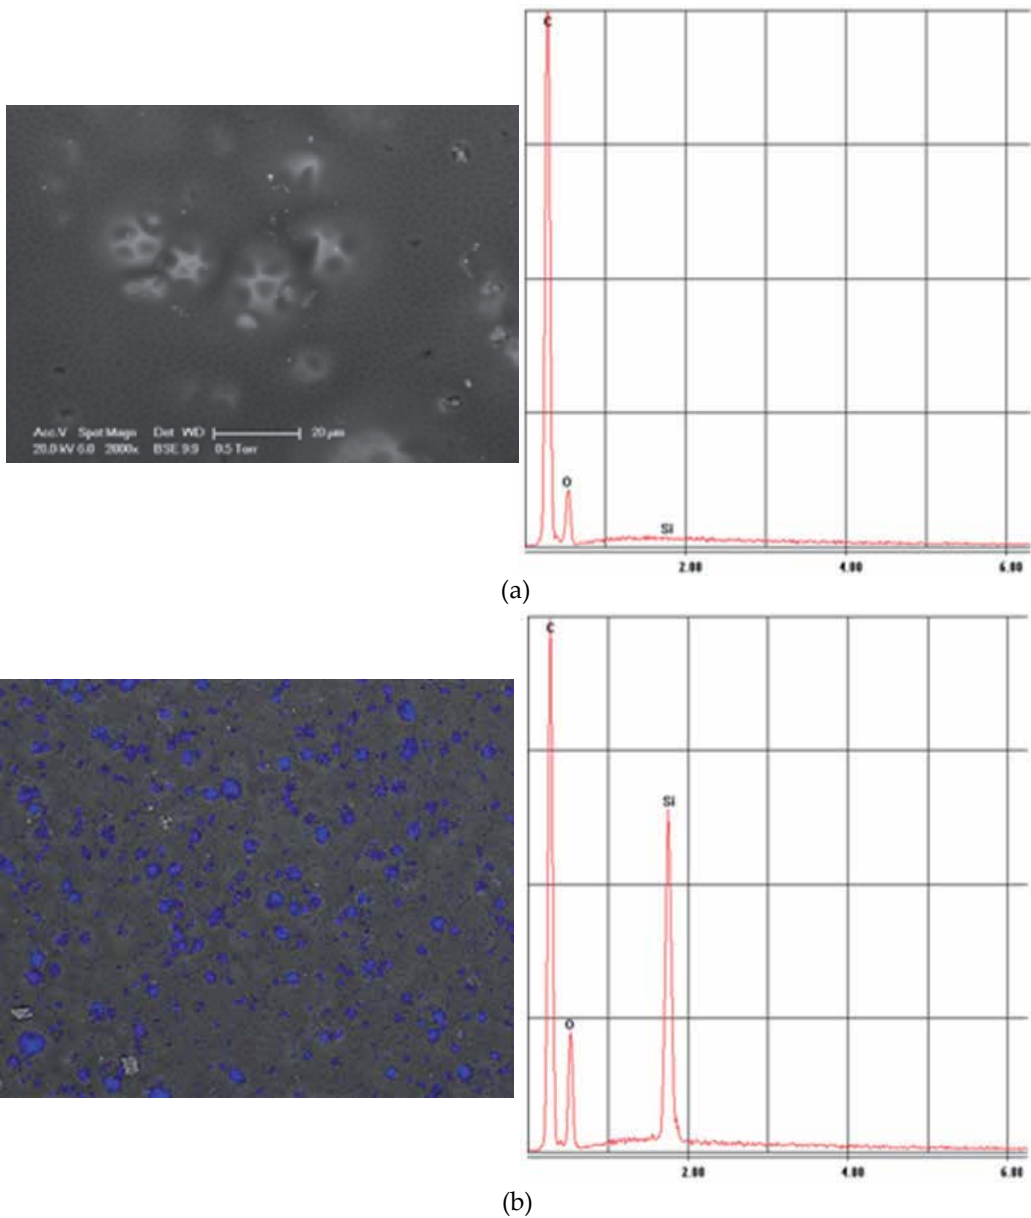 C
O
Si
2.00 4.00 6.00
Acc.V Spot Magn Det WD 20 µm
20.0 kV 6.0 2000x BSE 9.9 0.5 Torr
(a)
C
Si
O
2.00 4.00 6.00
(b)